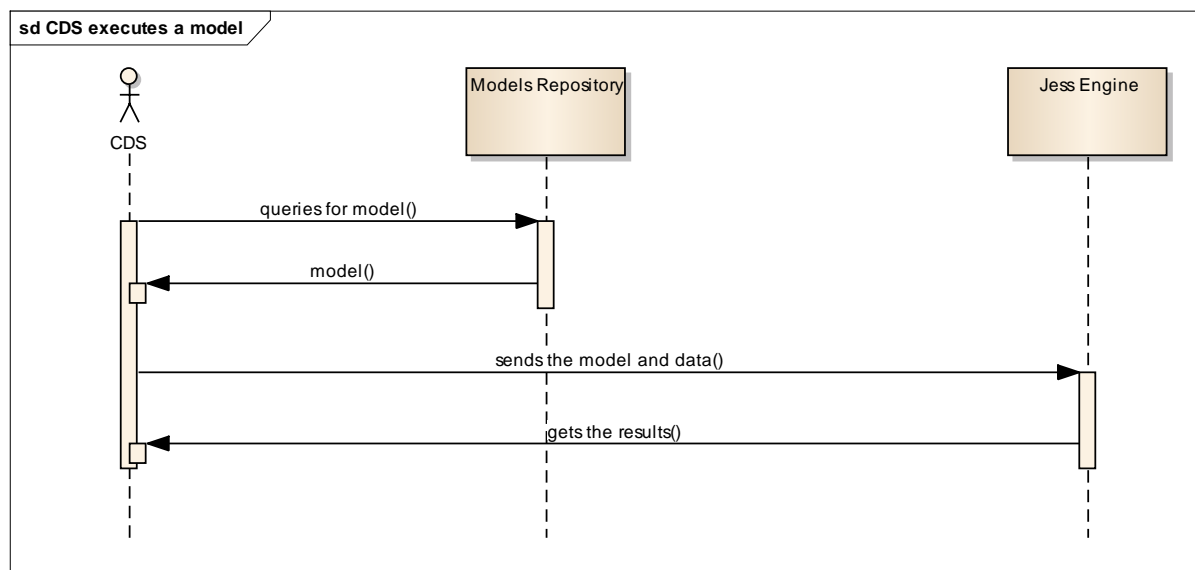 sd CDS executes a model
Models Repository
Jess Engine
CDS
queries for model()
model()
sends the model and data()
gets the results()